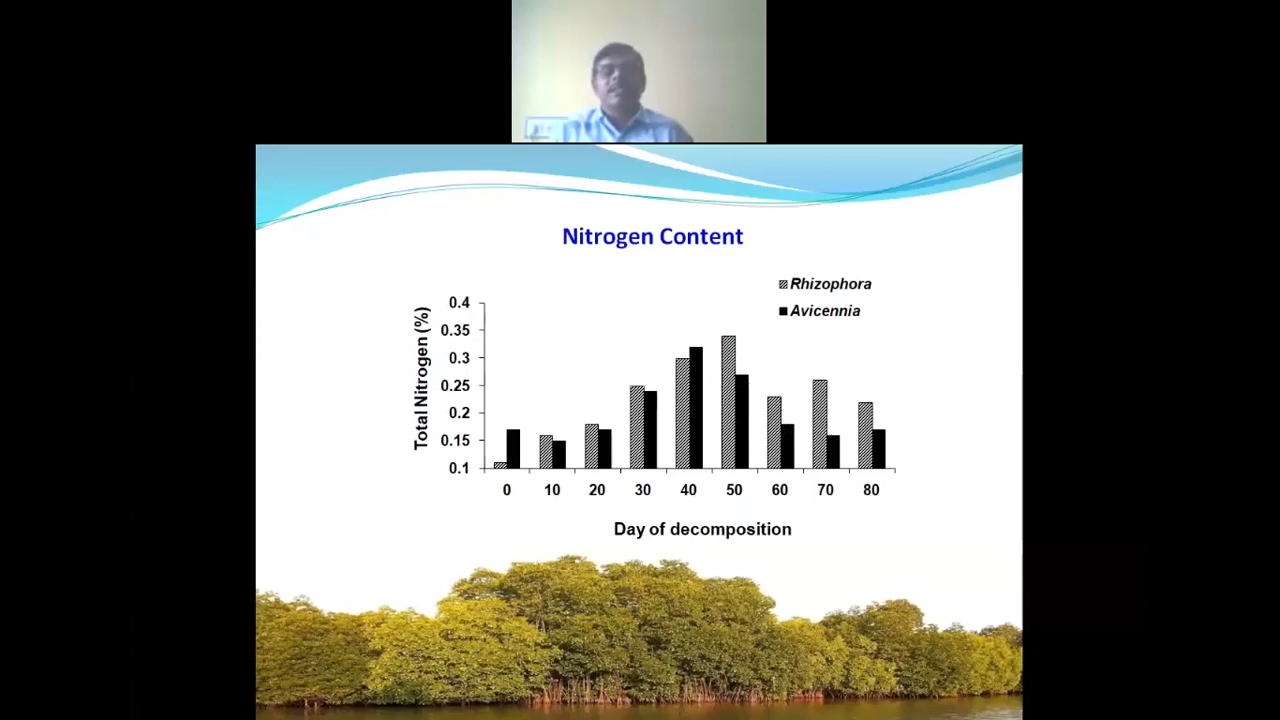 Nitrogen Content
Rhizophora
Avicennia
Total Nitrogen (%)
0.4
0.35
0.3
0.25
0.2
0.15
0.1
0 10 20 30 40 50 60 70 80
Day of decomposition